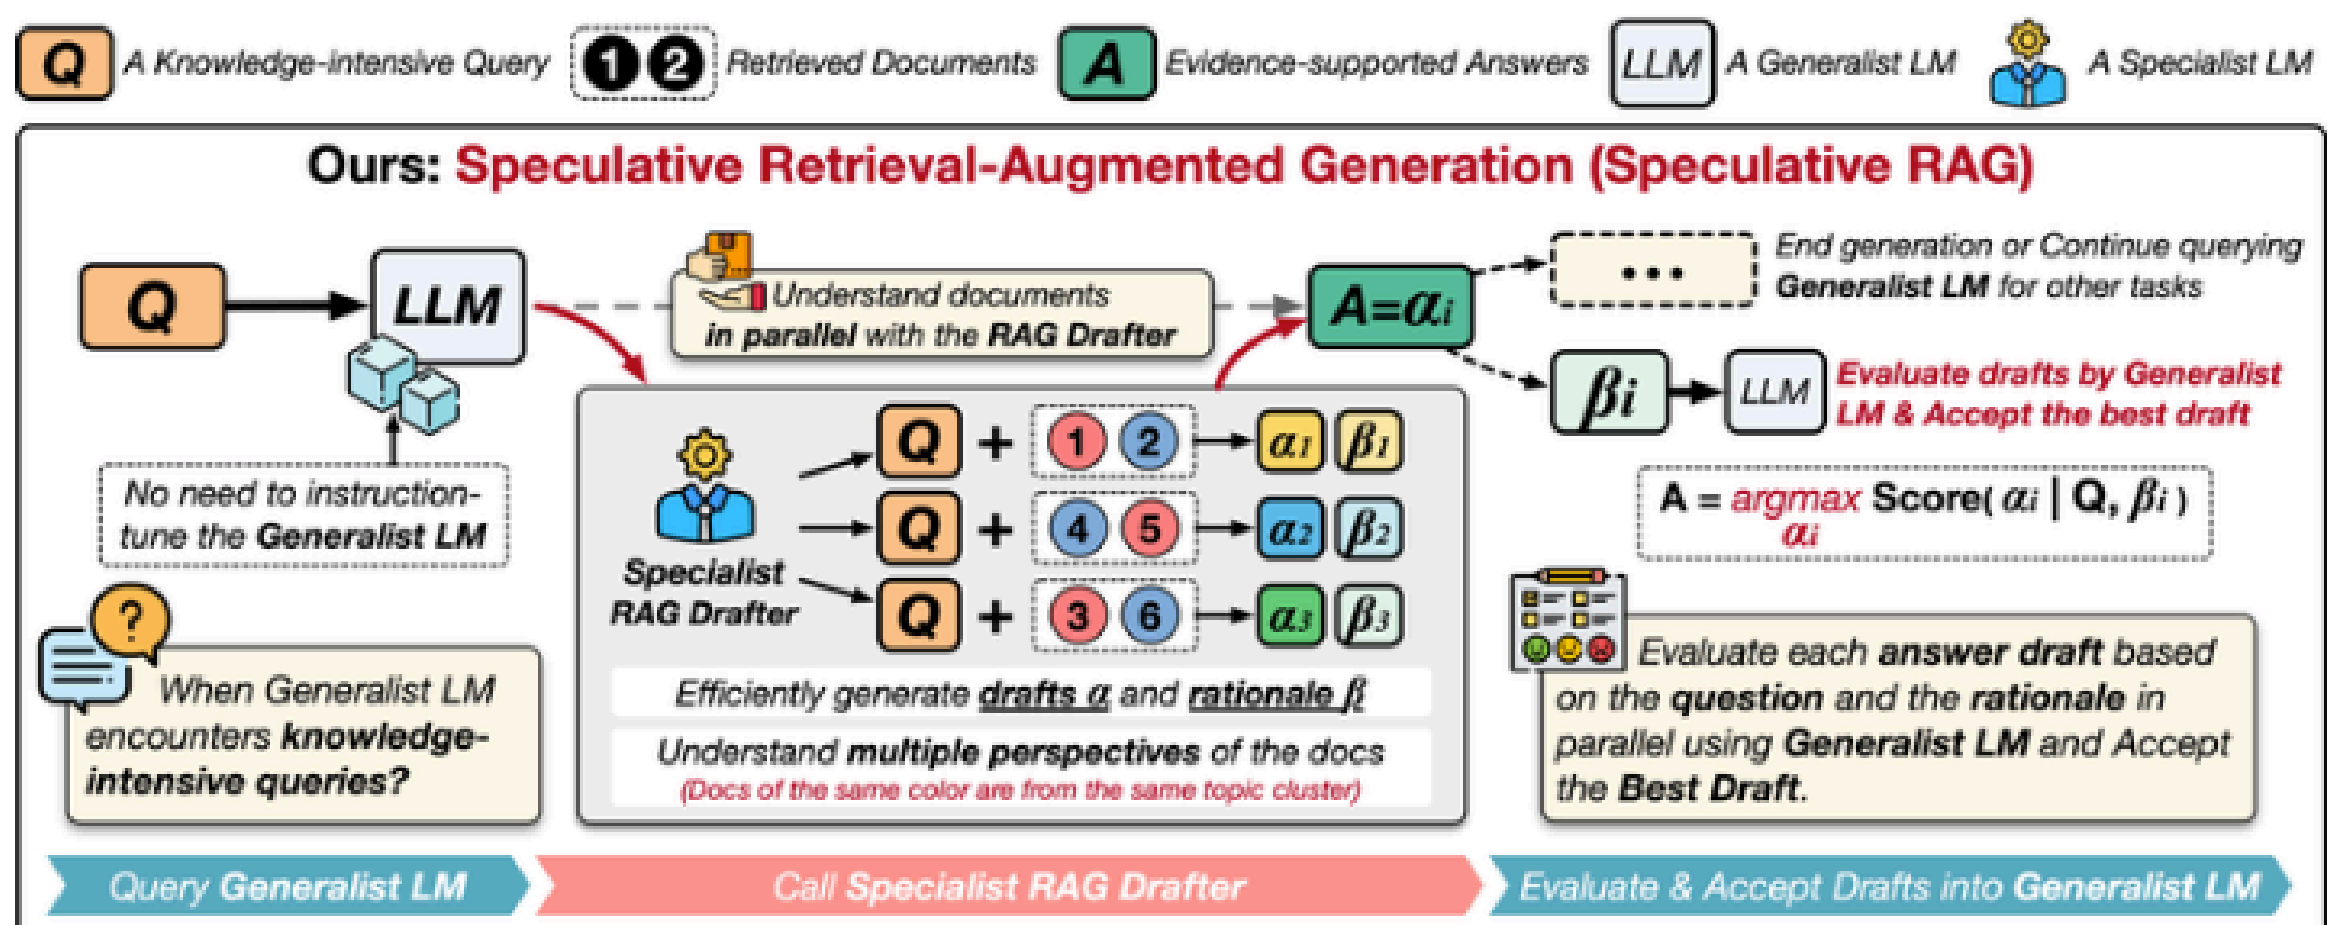 Q A Knowledge-intensive Query 1 2 Retrieved Documents A Evidence-supported Answers LLM A Generalist LM A Specialist LM
Ours: Speculative Retrieval-Augmented Generation (Speculative RAG)
Q
LLM
No need to instruction-
tune the Generalist LM
When Generalist LM
encounters knowledge-
intensive queries?
Understand documents
in parallel with the RAG Drafter
Specialist
RAG Drafter
Q + 1 2 α1 β1
Q + 4 5 α2 β2
Q + 3 6 α3 β3
Efficiently generate drafts α and rationale β
Understand multiple perspectives of the docs
(Docs of the same color are from the same topic cluster)
A=αi
...
End generation or Continue querying
Generalist LM for other tasks
βi
LLM
Evaluate drafts by Generalist
LM & Accept the best draft
A = argmax Score( αi | Q, βi )
αi
Evaluate each answer draft based
on the question and the rationale in
parallel using Generalist LM and Accept
the Best Draft.
Query Generalist LM
Call Specialist RAG Drafter
Evaluate & Accept Drafts into Generalist LM